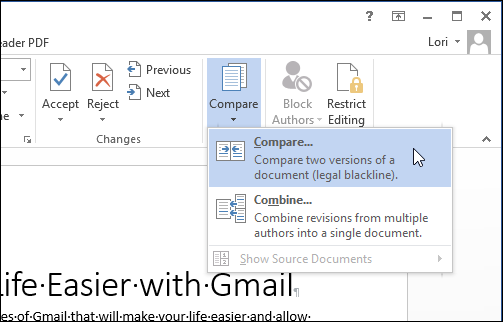 ?
Lori
eader PDF
Previous
Next
Accept
Reject
Compare
Block
Authors
Restrict
Editing
Changes
Compare...
Compare two versions of a
document (legal blackline).
Combine...
Combine revisions from multiple
authors into a single document.
Show Source Documents
Life·Easier·with·Gmail¶
es·of·Gmail·that·will·make·your·life·easier·and·allow·